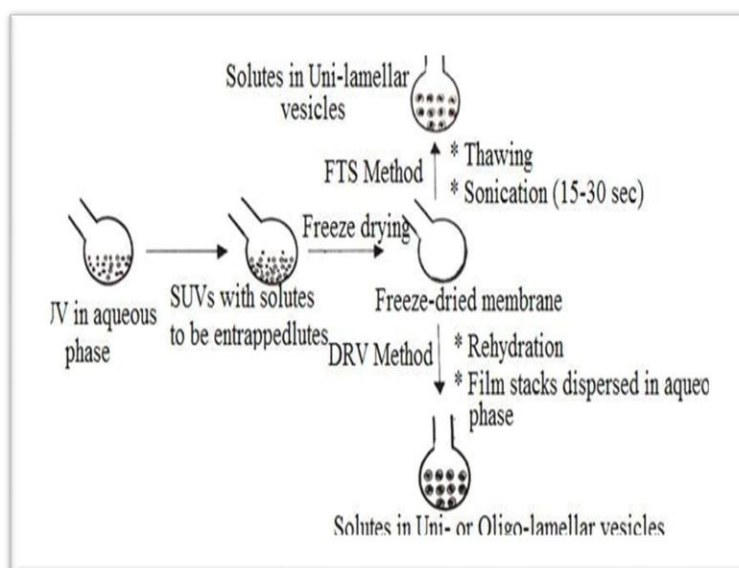 Solutes in Uni-lamellar
vesicles
* Thawing
FTS Method
* Sonication (15-30 sec)
Freeze drying
JV in aqueous
phase
SUVs with solutes
to be entrappedlutes
Freeze-dried membrane
DRV Method
* Rehydration
* Film stacks dispersed in aqueo
phase
Solutes in Uni- or Oligo-lamellar vesicles